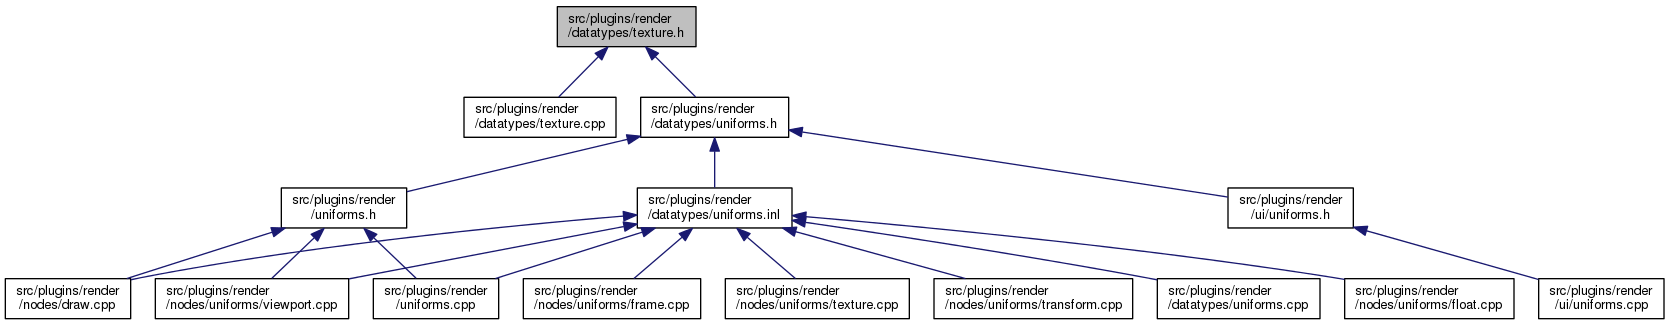 src/plugins/render
/datatypes/texture.h
src/plugins/render
/datatypes/texture.cpp
src/plugins/render
/datatypes/uniforms.h
src/plugins/render
/uniforms.h
src/plugins/render
/datatypes/uniforms.inl
src/plugins/render
/ui/uniforms.h
src/plugins/render
/nodes/draw.cpp
src/plugins/render
/nodes/uniforms/viewport.cpp
src/plugins/render
/uniforms.cpp
src/plugins/render
/nodes/uniforms/frame.cpp
src/plugins/render
/nodes/uniforms/texture.cpp
src/plugins/render
/nodes/uniforms/transform.cpp
src/plugins/render
/datatypes/uniforms.cpp
src/plugins/render
/nodes/uniforms/float.cpp
src/plugins/render
/ui/uniforms.cpp